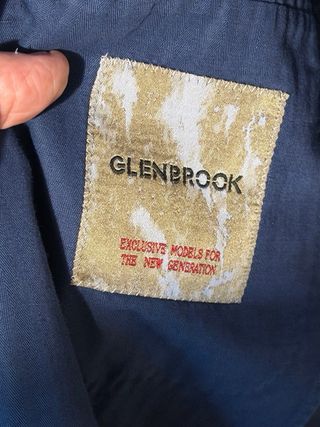 GLENBROOK
EXCLUSIVE MODELS FOR
THE NEW GENERATION